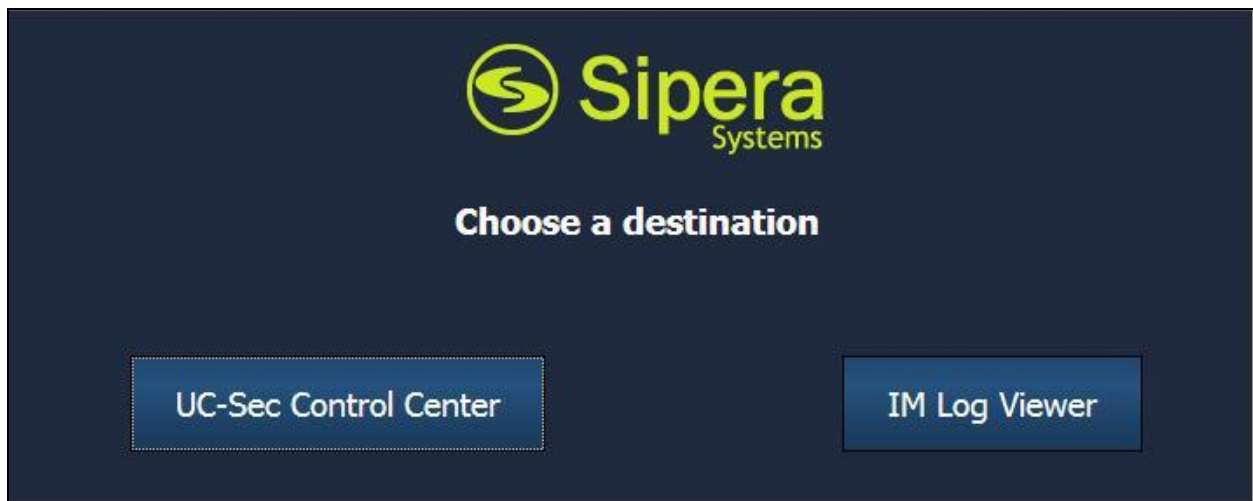 Sipera
Systems
Choose a destination
UC-Sec Control Center
IM Log Viewer